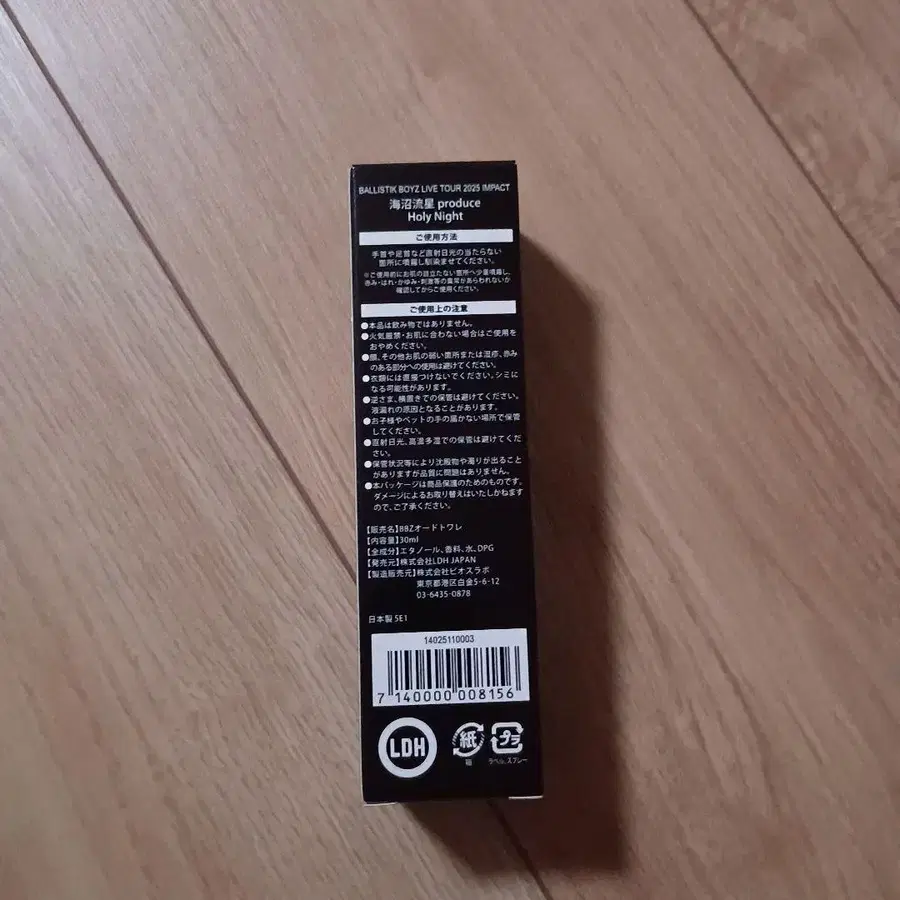 BALLISTIK BOYZ LIVE TOUR 2025 IMPACT
海沼流星 produce
Holy Night
ご使用方法
手首や足首など直射日光の当たらない
箇所に噴霧し馴染ませてください。
※ご使用前にお肌の目立たない箇所へ少量噴霧し、
赤み・はれ・かゆみ・刺激等の異常があらわれないか
確認してからご使用ください。
ご使用上の注意
●本品は飲み物ではありません。
●火気厳禁・お肌に合わない場合はご使用を
おやめください。
●顔、その他お肌の弱い箇所または湿疹、赤み
のある部分への使用は避けてください。
●衣類には直接つけないでください。シミに
なる可能性があります。
●逆さま、横置きでの保管は避けてください。
液漏れの原因となることがあります。
●お子様やペットの手の届かない場所で保管
してください。
●直射日光、高温多湿での保管は避けてくだ
さい。
●保管状況等により沈殿物や濁りが出ること
がありますが品質に問題はありません。
●本パッケージは商品保護のためのものです。
ダメージによるお取り替えはいたしかねます
ので、ご了承ください。
【販売名】BBZオードトワレ
【内容量】30ml
【全成分】エタノール、香料、水、DPG
【発売元】株式会社LDH JAPAN
【製造販売元】株式会社ビオスラボ
東京都港区白金5-6-12
03-6435-0878
日本製 5E1
14025110003
7 140000 008156
LDH
紙
プラ
箱
ラベル、スプレー